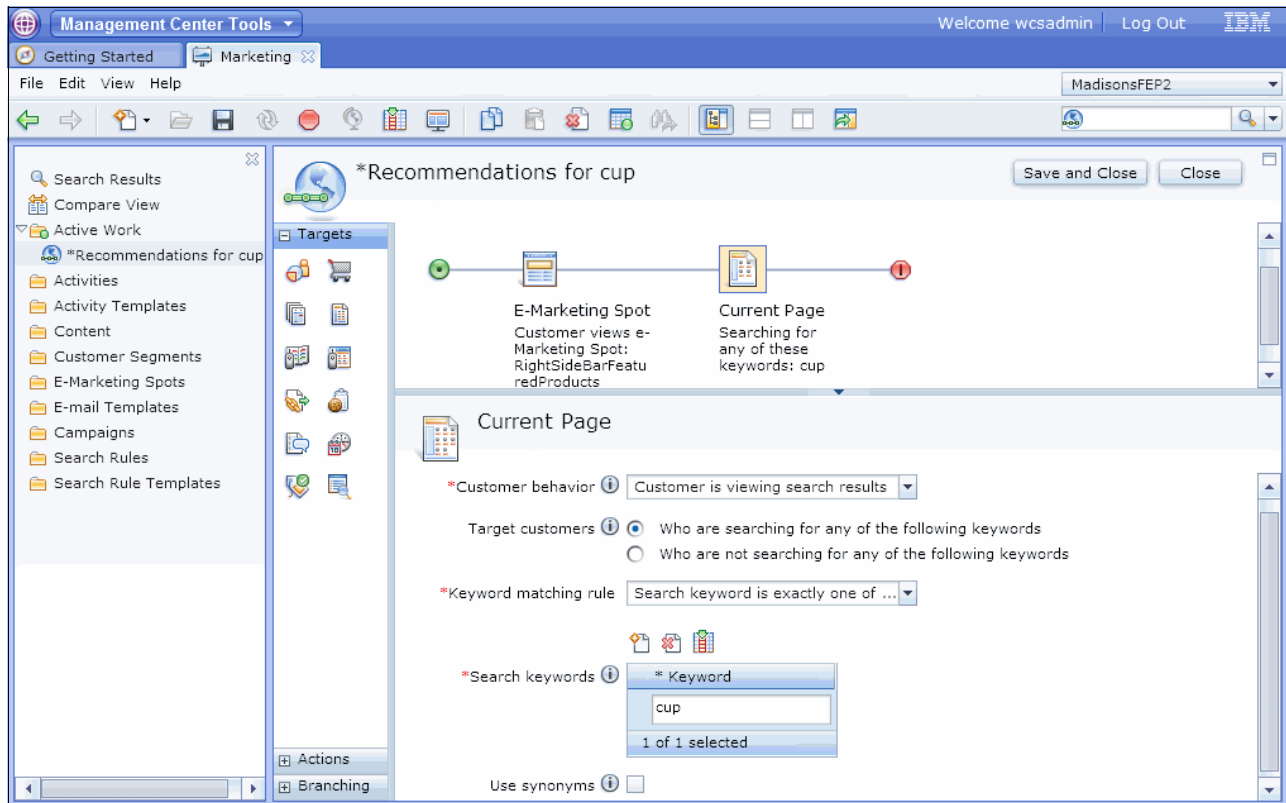 Management Center Tools
Welcome wcsadmin
Log Out
IBM
Getting Started
Marketing
File Edit View Help
MadisonsFEP2
Search Results
Compare View
Active Work
*Recommendations for cup
Activities
Activity Templates
Content
Customer Segments
E-Marketing Spots
E-mail Templates
Campaigns
Search Rules
Search Rule Templates
*Recommendations for cup
Save and Close
Close
Targets
E-Marketing Spot
Customer views e-
Marketing Spot:
RightSideBarFeatu
redProducts
Current Page
Searching for
any of these
keywords: cup
Current Page
*Customer behavior
Customer is viewing search results
Target customers
Who are searching for any of the following keywords
Who are not searching for any of the following keywords
*Keyword matching rule
Search keyword is exactly one of ...
*Search keywords
* Keyword
cup
1 of 1 selected
Use synonyms
Actions
Branching